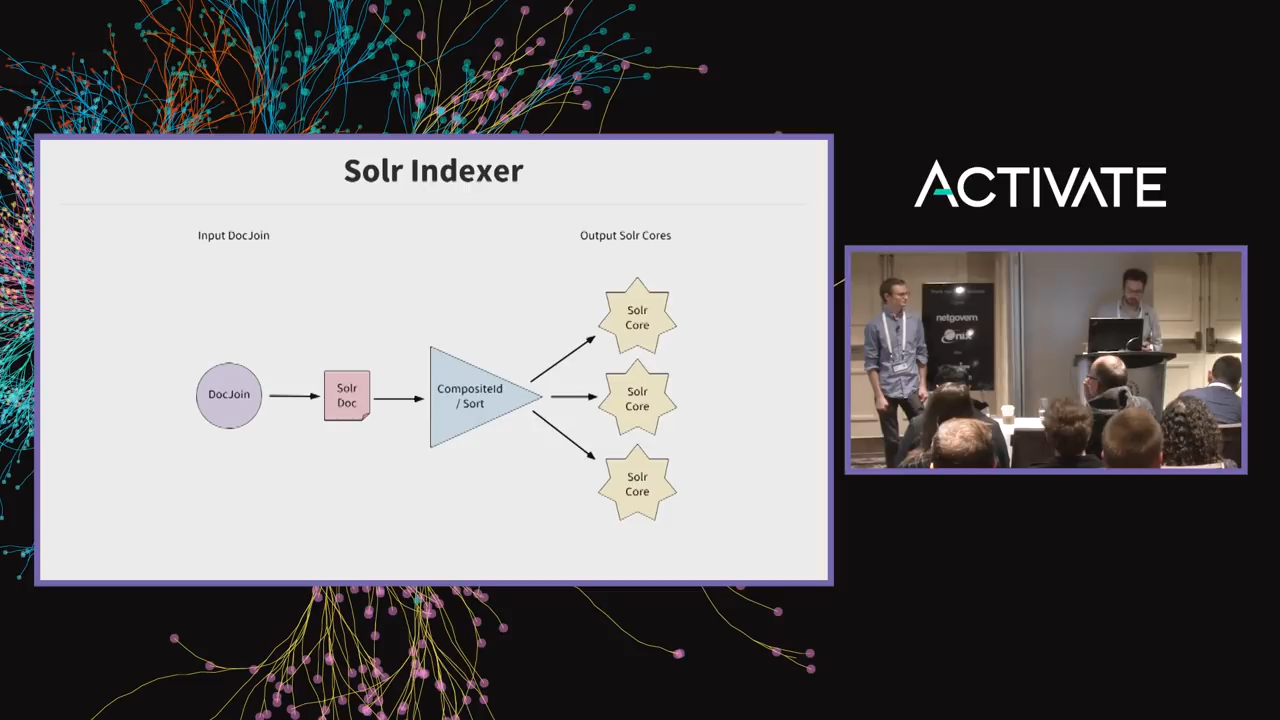 Solr Indexer
Input DocJoin
Output Solr Cores
DocJoin
Solr
Doc
CompositeId
/ Sort
Solr
Core
Solr
Core
Solr
Core
ACTIVATE
netgovern
onix